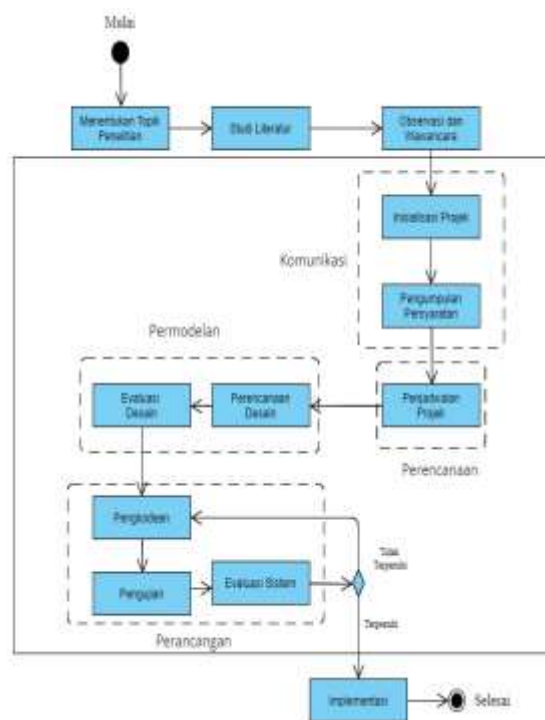 Mulai
Menentukan Topik
Penelitian
Studi Literatur
Observasi dan
Wawancara
Inisialisasi Projek
Komunikasi
Pengumpulan
Persyaratan
Permodelan
Evaluasi
Desain
Perencanaan
Desain
Penjadwalan
Projek
Perencanaan
Pengkodean
Tidak
Terpenuhi
Pengujian
Evaluasi Sistem
Terpenuhi
Perancangan
Implementasi
Selesai